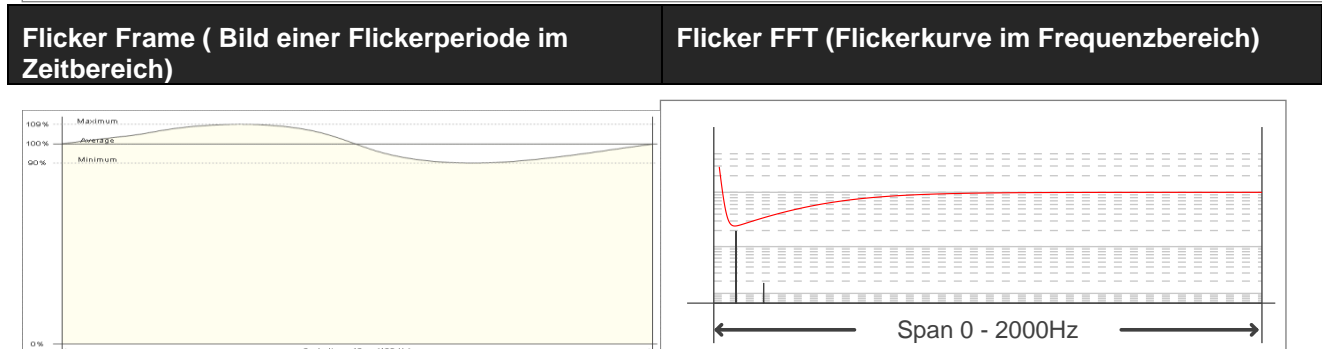 Flicker Frame ( Bild einer Flickerperiode im
Zeitbereich)
Flicker FFT (Flickerkurve im Frequenzbereich)
109%
Maximum
100%
Average
90%
Minimum
0%
Span 0 - 2000Hz